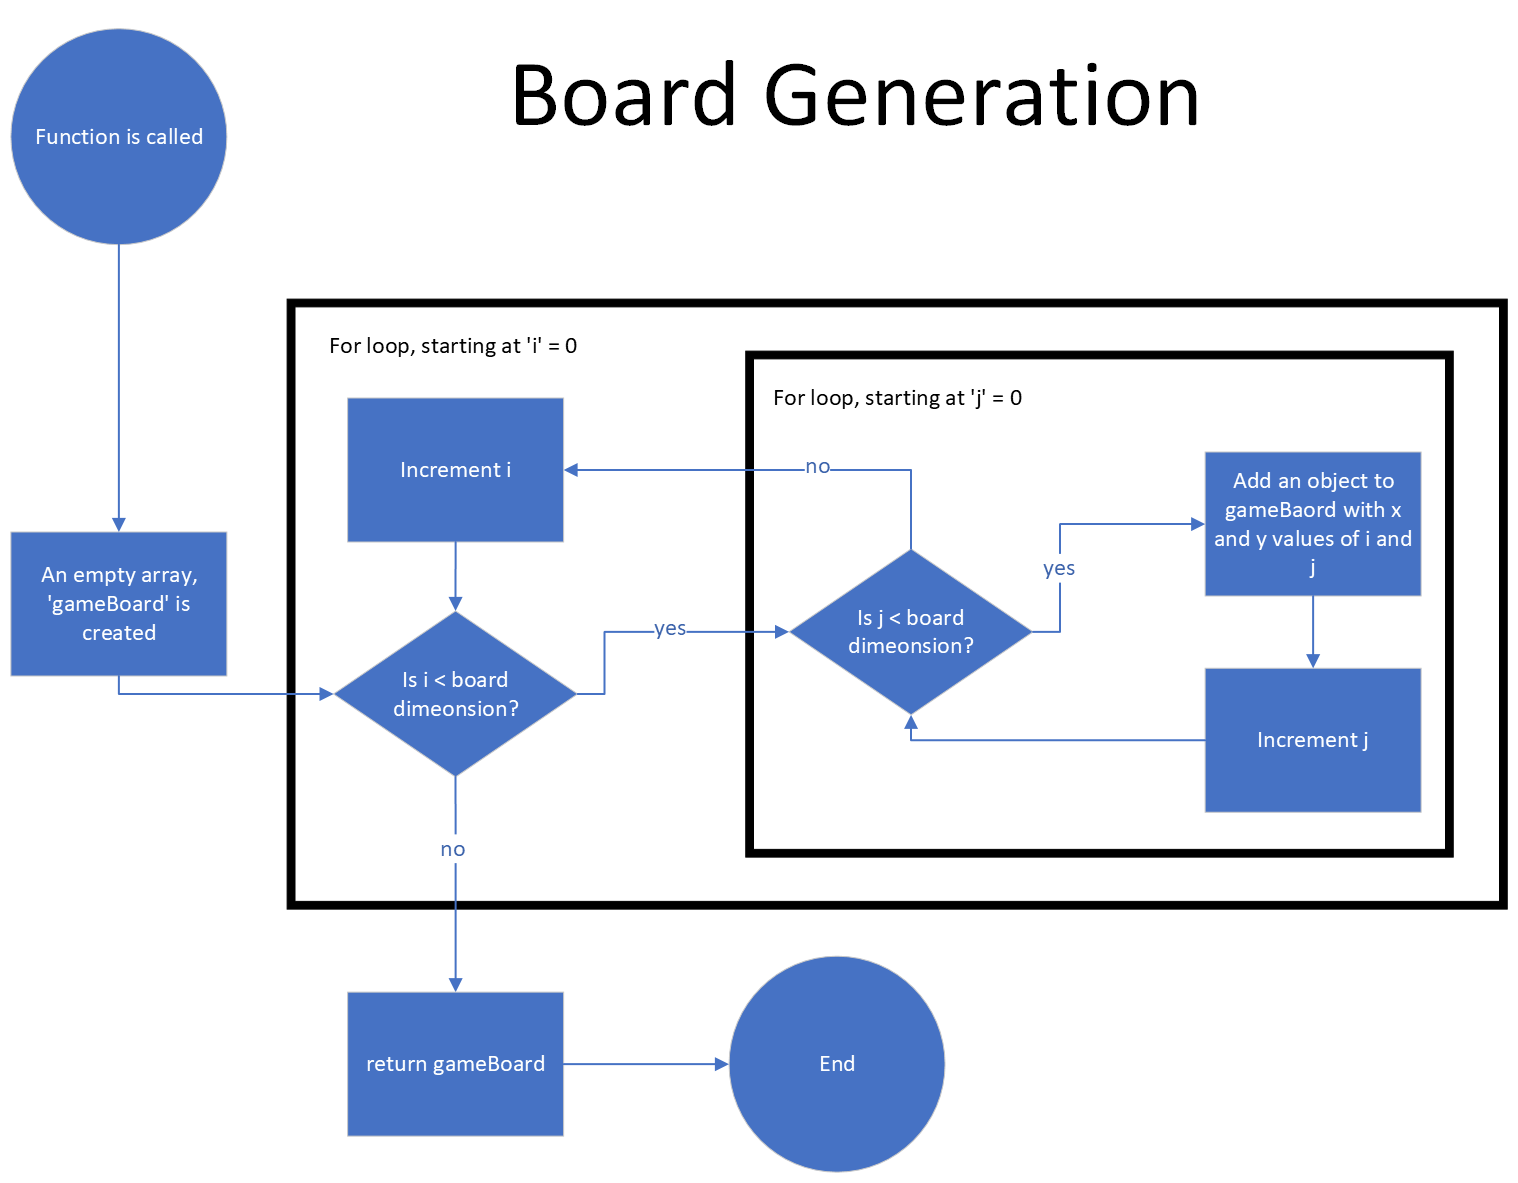 Board Generation
Function is called
An empty array,
'gameBoard' is
created
For loop, starting at 'i' = 0
Increment i
Is i < board
dimeonsion?
yes
no
For loop, starting at 'j' = 0
no
Is j < board
dimeonsion?
yes
Add an object to
gameBaord with x
and y values of i and
j
Increment j
return gameBoard
End